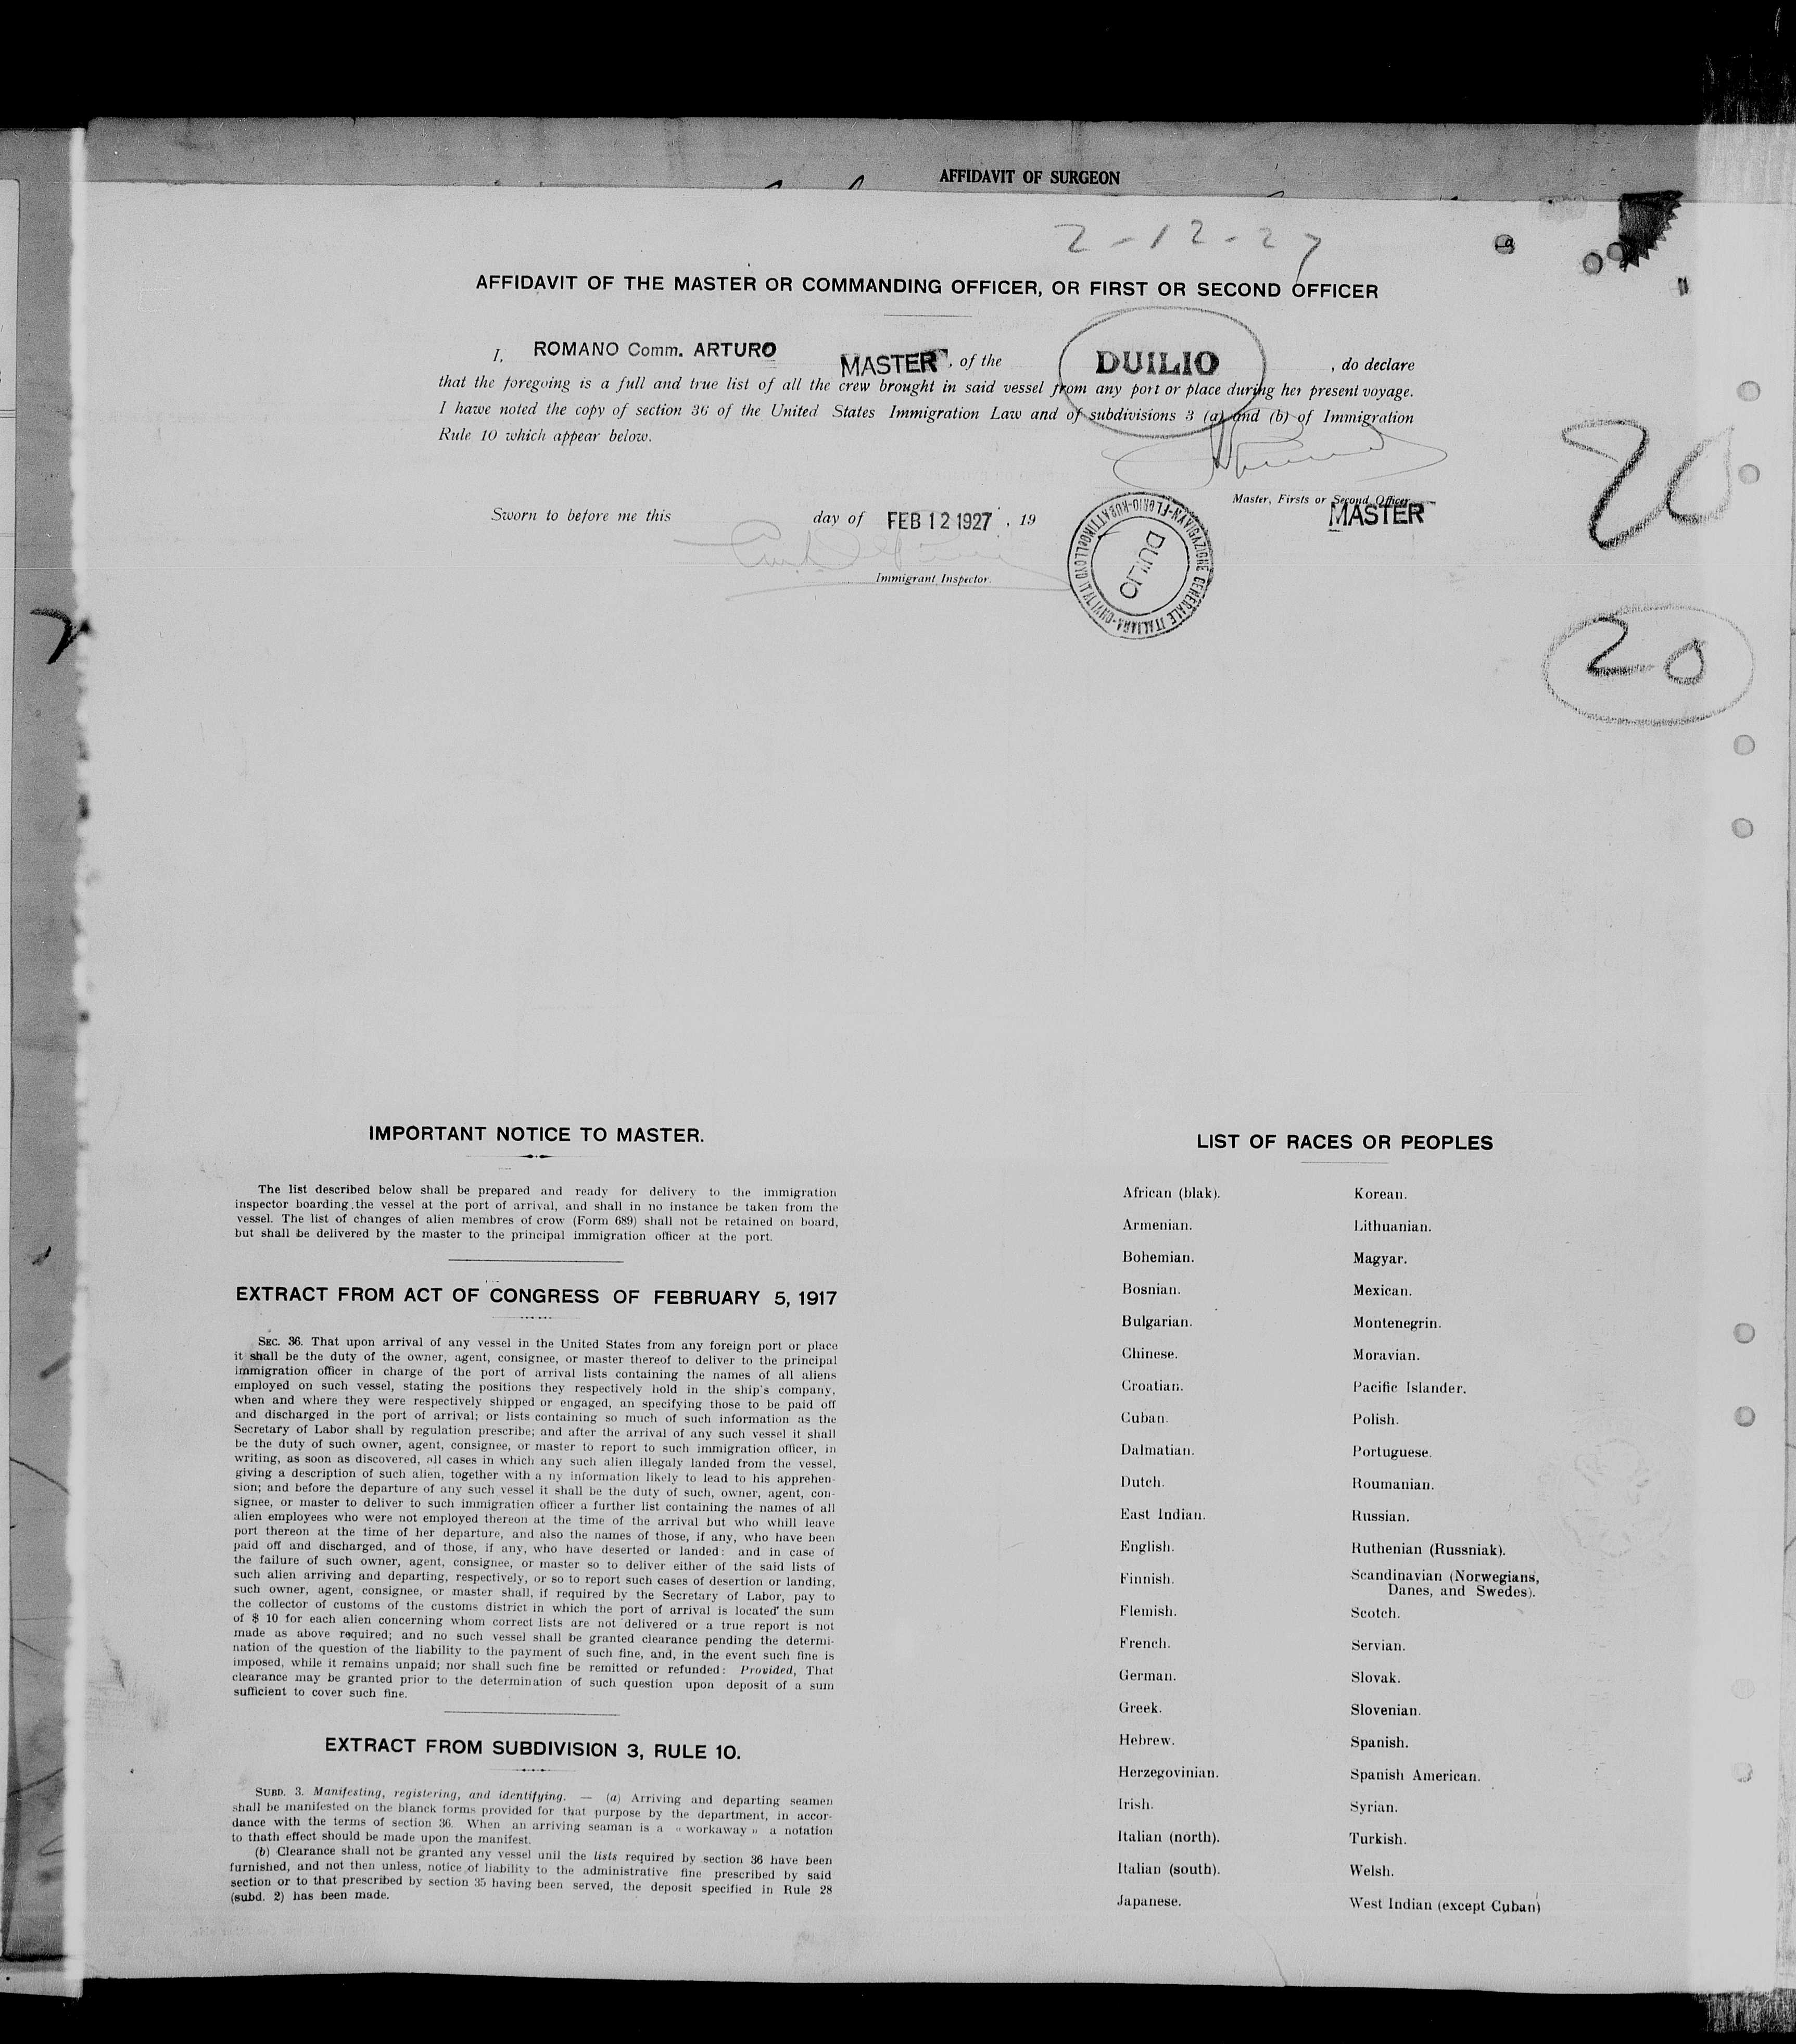 AFFIDAVIT OF SURGEON
2-12-27
AFFIDAVIT OF THE MASTER OR COMMANDING OFFICER, OR FIRST OR SECOND OFFICER
I, ROMANO Comm. ARTURO MASTER, of the DUILIO, do declare
that the foregoing is a full and true list of all the crew brought in said vessel from any port or place during her present voyage.
I hawe noted the copy of section 36 of the United States Immigration Law and of subdivisions 3 (a) and (b) of Immigration
Rule 10 which appear below.
Master, Firsts or Second Officer
MASTER
Sworn to before me this day of FEB 12 1927, 19
Immigrant Inspector.
NAVIGAZIONE GENERALE ITALIANA
DUILIO
20
20
IMPORTANT NOTICE TO MASTER.
The list described below shall be prepared and ready for delivery to the immigration
inspector boarding the vessel at the port of arrival, and shall in no instance be taken from the
vessel. The list of changes of alien membres of crow (Form 689) shall not be retained on board,
but shall be delivered by the master to the principal immigration officer at the port.
EXTRACT FROM ACT OF CONGRESS OF FEBRUARY 5, 1917
SEC. 36. That upon arrival of any vessel in the United States from any foreign port or place
it shall be the duty of the owner, agent, consignee, or master thereof to deliver to the principal
immigration officer in charge of the port of arrival lists containing the names of all aliens
employed on such vessel, stating the positions they respectively hold in the ship's company,
when and where they were respectively shipped or engaged, an specifying those to be paid off
and discharged in the port of arrival; or lists containing so much of such information as the
Secretary of Labor shall by regulation prescribe; and after the arrival of any such vessel it shall
be the duty of such owner, agent, consignee, or master to report to such immigration officer, in
writing, as soon as discovered, all cases in which any such alien illegaly landed from the vessel,
giving a description of such alien, together with a ny information likely to lead to his apprehen-
sion; and before the departure of any such vessel it shall be the duty of such, owner, agent, con-
signee, or master to deliver to such immigration officer a further list containing the names of all
alien employees who were not employed thereon at the time of the arrival but who whill leave
port thereon at the time of her departure, and also the names of those, if any, who have been
paid off and discharged, and of those, if any, who have deserted or landed: and in case of
the failure of such owner, agent, consignee, or master so to deliver either of the said lists of
such alien arriving and departing, respectively, or so to report such cases of desertion or landing,
such owner, agent, consignee, or master shall, if required by the Secretary of Labor, pay to
the collector of customs of the customs district in which the port of arrival is located the sum
of $ 10 for each alien concerning whom correct lists are not delivered or a true report is not
made as above required; and no such vessel shall be granted clearance pending the determi-
nation of the question of the liability to the payment of such fine, and, in the event such fine is
imposed, while it remains unpaid; nor shall such fine be remitted or refunded: Provided, That
clearance may be granted prior to the determination of such question upon deposit of a sum
sufficient to cover such fine.
EXTRACT FROM SUBDIVISION 3, RULE 10.
SUBD. 3. Manifesting, registering, and identifying. — (a) Arriving and departing seamen
shall be manifested on the blanck forms provided for that purpose by the department, in accor-
dance with the terms of section 36. When an arriving seaman is a « workaway » a notation
to thath effect should be made upon the manifest.
(b) Clearance shall not be granted any vessel unil the lists required by section 36 have been
furnished, and not then unless, notice of liability to the administrative fine prescribed by said
section or to that prescribed by section 35 having been served, the deposit specified in Rule 28
(subd. 2) has been made.
LIST OF RACES OR PEOPLES
African (blak).
Armenian.
Bohemian.
Bosnian.
Bulgarian.
Chinese.
Croatian.
Cuban.
Dalmatian.
Dutch.
East Indian.
English.
Finnish.
Flemish.
French.
German.
Greek.
Hebrew.
Herzegovinian.
Irish.
Italian (north).
Italian (south).
Japanese.
Korean.
Lithuanian.
Magyar.
Mexican.
Montenegrin.
Moravian.
Pacific Islander.
Polish.
Portuguese.
Roumanian.
Russian.
Ruthenian (Russniak).
Scandinavian (Norwegians,
Danes, and Swedes).
Scotch.
Servian.
Slovak.
Slovenian.
Spanish.
Spanish American.
Syrian.
Turkish.
Welsh.
West Indian (except Cuban)